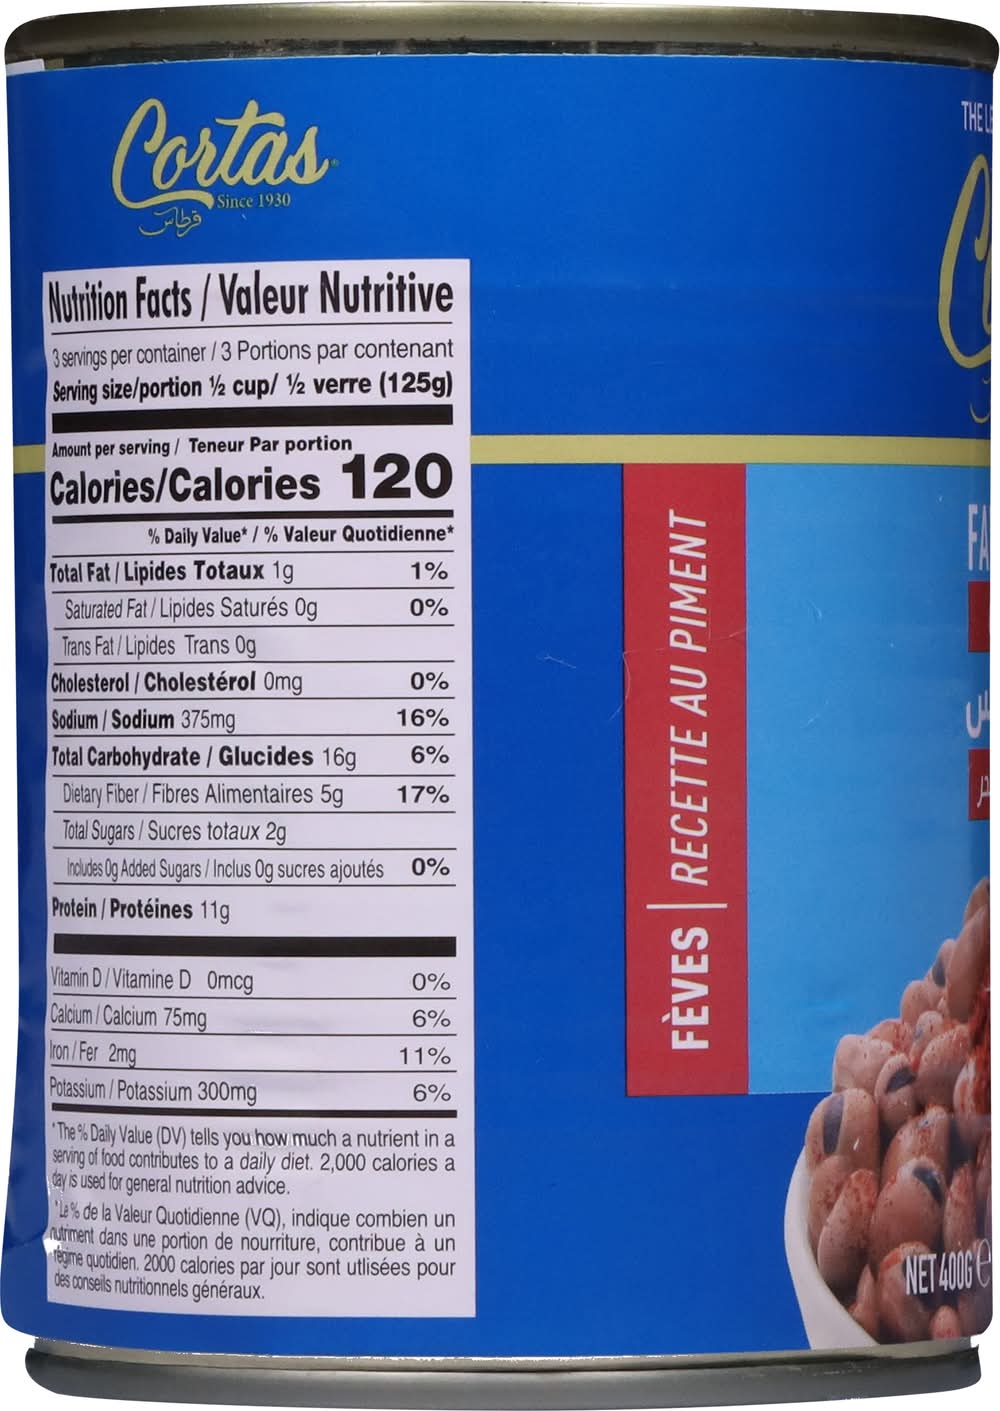 Cortas
Since 1930
قرطاس
Nutrition Facts / Valeur Nutritive
3 servings per container / 3 Portions par contenant
Serving size/portion ½ cup/ ½ verre (125g)
Amount per serving / Teneur Par portion
Calories/Calories 120
% Daily Value* / % Valeur Quotidienne*
Total Fat / Lipides Totaux 1g 1%
Saturated Fat / Lipides Saturés 0g 0%
Trans Fat / Lipides Trans 0g
Cholesterol / Cholestérol 0mg 0%
Sodium / Sodium 375mg 16%
Total Carbohydrate / Glucides 16g 6%
Dietary Fiber / Fibres Alimentaires 5g 17%
Total Sugars / Sucres totaux 2g
Includes 0g Added Sugars / Inclus 0g sucres ajoutés 0%
Protein / Protéines 11g
Vitamin D / Vitamine D 0mcg 0%
Calcium / Calcium 75mg 6%
Iron / Fer 2mg 11%
Potassium / Potassium 300mg 6%
*The % Daily Value (DV) tells you how much a nutrient in a
serving of food contributes to a daily diet. 2,000 calories a
day is used for general nutrition advice.
*Le % de la Valeur Quotidienne (VQ), indique combien un
nutriment dans une portion de nourriture, contribue à un
régime quotidien. 2000 calories par jour sont utlisées pour
des conseils nutritionnels généraux.
FÈVES | RECETTE AU PIMENT
THE
NET 400G e